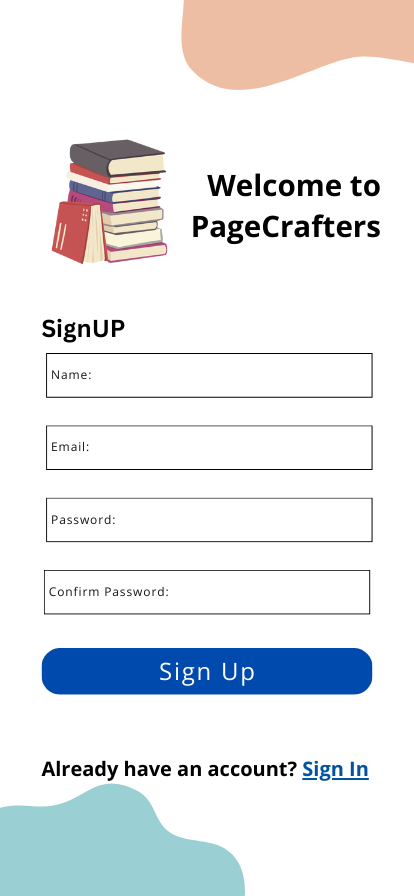 Welcome to
PageCrafters
SignUP
Name:
Email:
Password:
Confirm Password:
Sign Up
Already have an account? Sign In